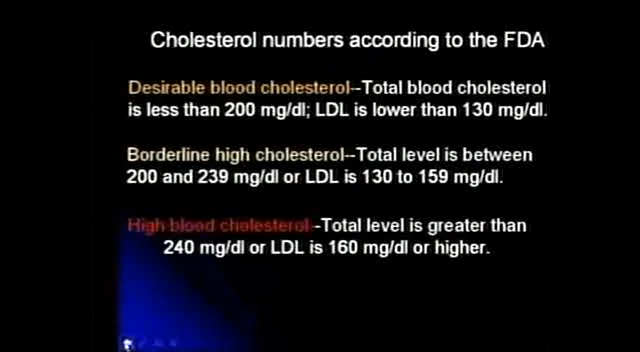 Cholesterol numbers according to the FDA
Desirable blood cholesterol--Total blood cholesterol
is less than 200 mg/dl; LDL is lower than 130 mg/dl.
Borderline high cholesterol--Total level is between
200 and 239 mg/dl or LDL is 130 to 159 mg/dl.
High blood cholesterol--Total level is greater than
240 mg/dl or LDL is 160 mg/dl or higher.